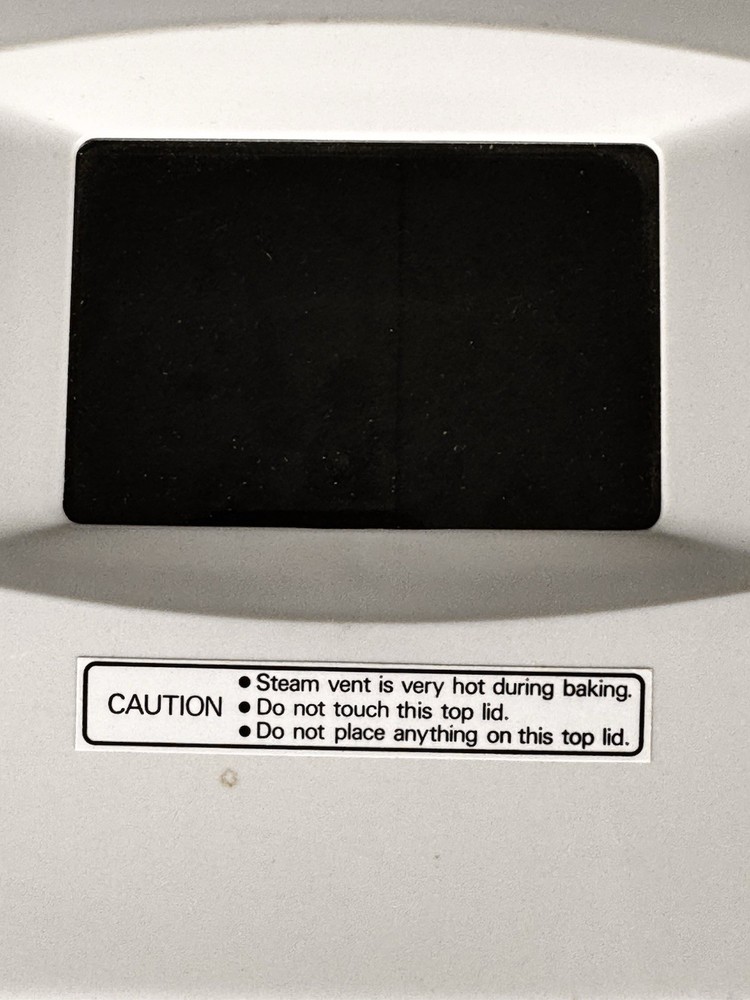 CAUTION
● Steam vent is very hot during baking.
● Do not touch this top lid.
● Do not place anything on this top lid.